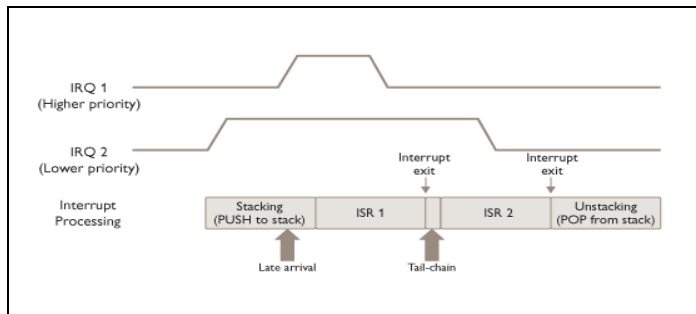 IRQ 1
(Higher priority)
IRQ 2
(Lower priority)
Interrupt
exit
Interrupt
exit
Interrupt
Processing
Stacking
(PUSH to stack)
ISR 1
ISR 2
Unstacking
(POP from stack)
Late arrival
Tail-chain